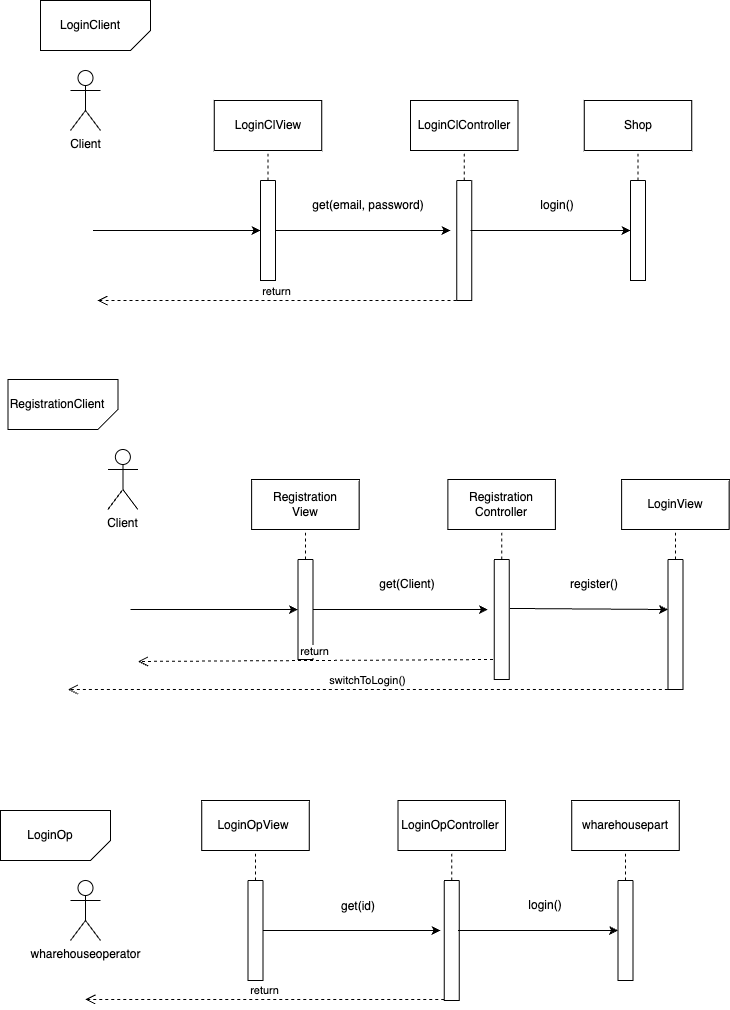 LoginClient
Client
LoginClView
LoginClController
Shop
get(email, password)
login()
return
RegistrationClient
Client
Registration
View
Registration
Controller
LoginView
get(Client)
register()
return
switchToLogin()
LoginOp
LoginOpView
LoginOpController
wharehousepart
wharehouseoperator
get(id)
login()
return